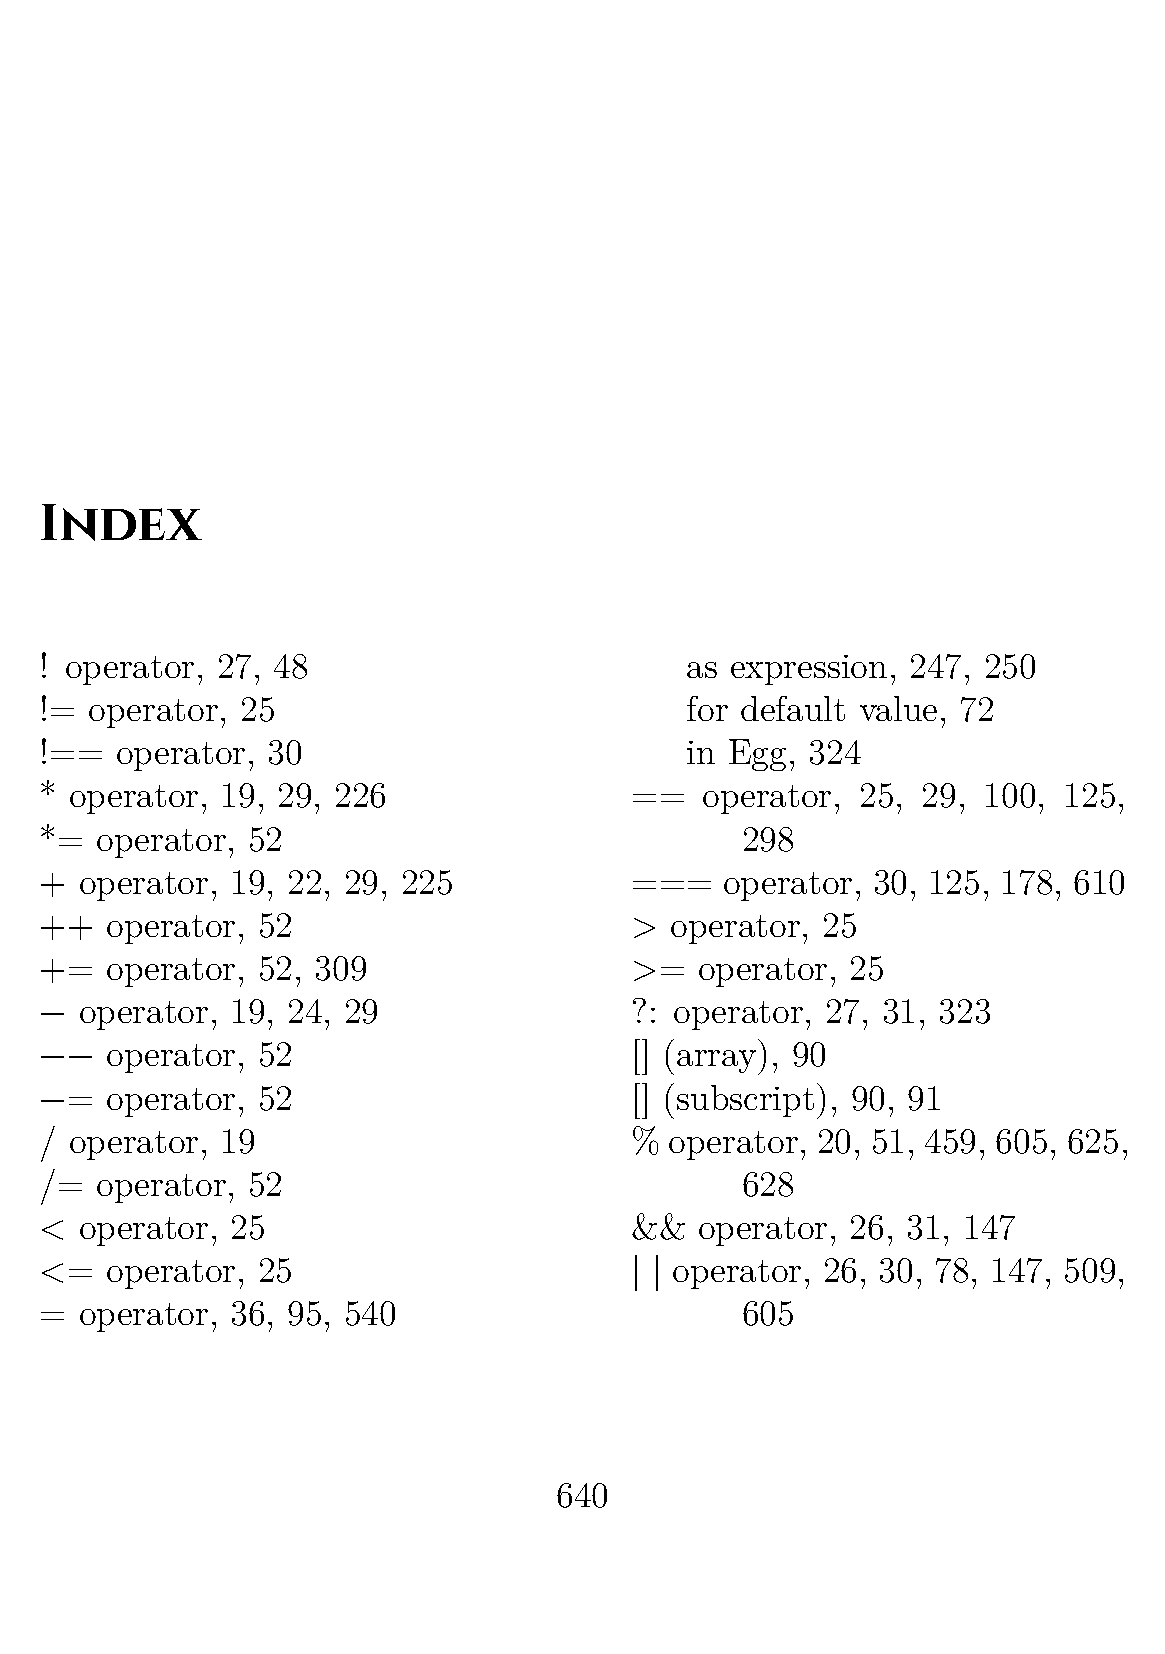 Index
! operator, 27, 48
!= operator, 25
!== operator, 30
* operator, 19, 29, 226
*= operator, 52
+ operator, 19, 22, 29, 225
++ operator, 52
+= operator, 52, 309
− operator, 19, 24, 29
−− operator, 52
−= operator, 52
/ operator, 19
/= operator, 52
< operator, 25
<= operator, 25
= operator, 36, 95, 540
as expression, 247, 250
for default value, 72
in Egg, 324
== operator, 25, 29, 100, 125,
298
=== operator, 30, 125, 178, 610
> operator, 25
>= operator, 25
?: operator, 27, 31, 323
[] (array), 90
[] (subscript), 90, 91
% operator, 20, 51, 459, 605, 625,
628
&& operator, 26, 31, 147
|| operator, 26, 30, 78, 147, 509,
605
640